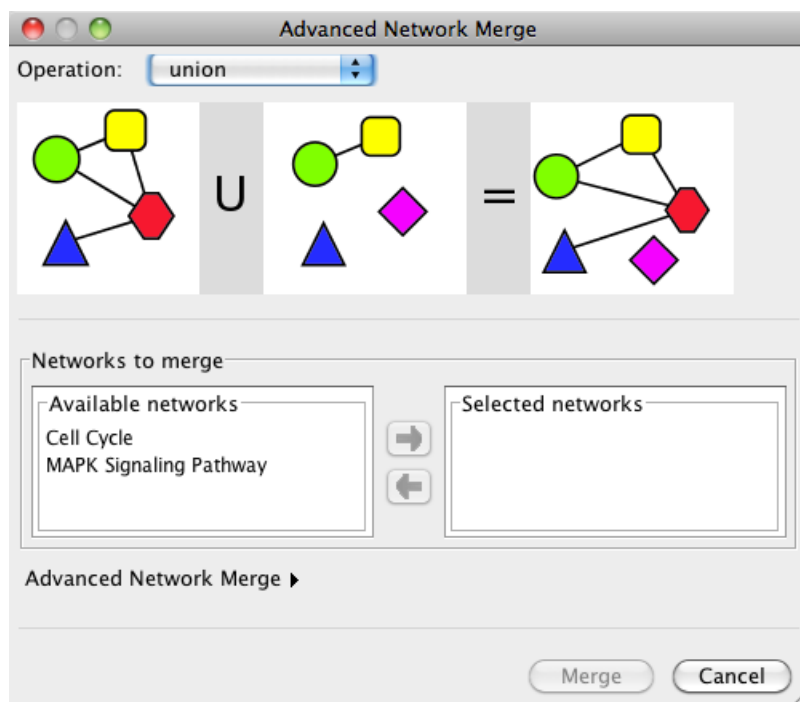 Advanced Network Merge
Operation: union
U =
Networks to merge
Available networks
Selected networks
Cell Cycle
MAPK Signaling Pathway
Advanced Network Merge
Merge Cancel